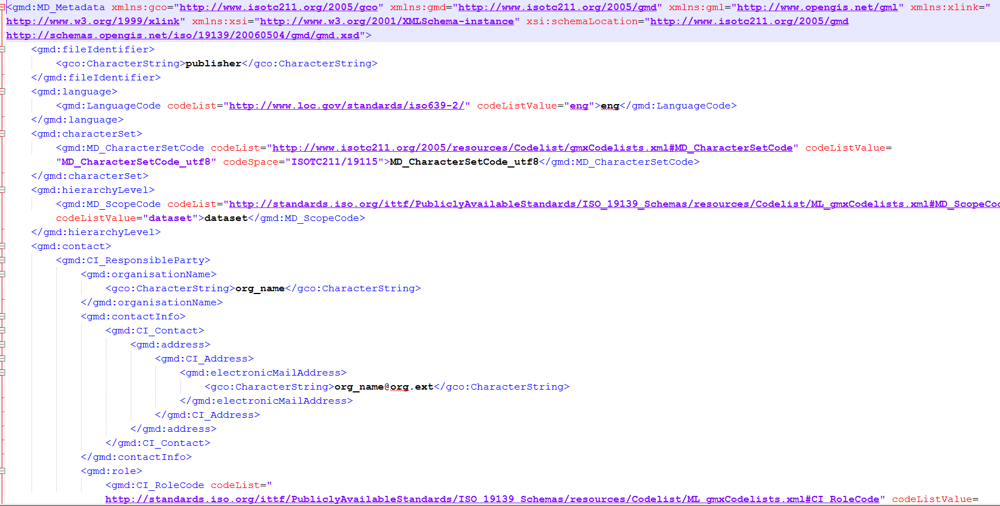 <gmd:MD_Metadata xmlns:gco="http://www.isotc211.org/2005/gco" xmlns:gmd="http://www.isotc211.org/2005/gmd" xmlns:gml="http://www.opengis.net/gml" xmlns:xlink="
http://www.w3.org/1999/xlink" xmlns:xsi="http://www.w3.org/2001/XMLSchema-instance" xsi:schemaLocation="http://www.isotc211.org/2005/gmd
http://schemas.opengis.net/iso/19139/20060504/gmd/gmd.xsd">
<gmd:fileIdentifier>
<gco:CharacterString>publisher</gco:CharacterString>
</gmd:fileIdentifier>
<gmd:language>
<gmd:LanguageCode codeList="http://www.loc.gov/standards/iso639-2/" codeListValue="eng">eng</gmd:LanguageCode>
</gmd:language>
<gmd:characterSet>
<gmd:MD_CharacterSetCode codeList="http://www.isotc211.org/2005/resources/Codelist/gmxCodelists.xml#MD_CharacterSetCode" codeListValue=
"MD_CharacterSetCode_utf8" codeSpace="ISOTC211/19115">MD_CharacterSetCode_utf8</gmd:MD_CharacterSetCode>
</gmd:characterSet>
<gmd:hierarchyLevel>
<gmd:MD_ScopeCode codeList="http://standards.iso.org/ittf/PubliclyAvailableStandards/ISO_19139_Schemas/resources/Codelist/ML_gmxCodelists.xml#MD_ScopeCo
codeListValue="dataset">dataset</gmd:MD_ScopeCode>
</gmd:hierarchyLevel>
<gmd:contact>
<gmd:CI_ResponsibleParty>
<gmd:organisationName>
<gco:CharacterString>org_name</gco:CharacterString>
</gmd:organisationName>
<gmd:contactInfo>
<gmd:CI_Contact>
<gmd:address>
<gmd:CI_Address>
<gmd:electronicMailAddress>
<gco:CharacterString>org_name@org.ext</gco:CharacterString>
</gmd:electronicMailAddress>
</gmd:CI_Address>
</gmd:address>
</gmd:CI_Contact>
</gmd:contactInfo>
<gmd:role>
<gmd:CI_RoleCode codeList="
http://standards.iso.org/ittf/PubliclyAvailableStandards/ISO_19139_Schemas/resources/Codelist/ML_gmxCodelists.xml#CI_RoleCode" codeListValue=